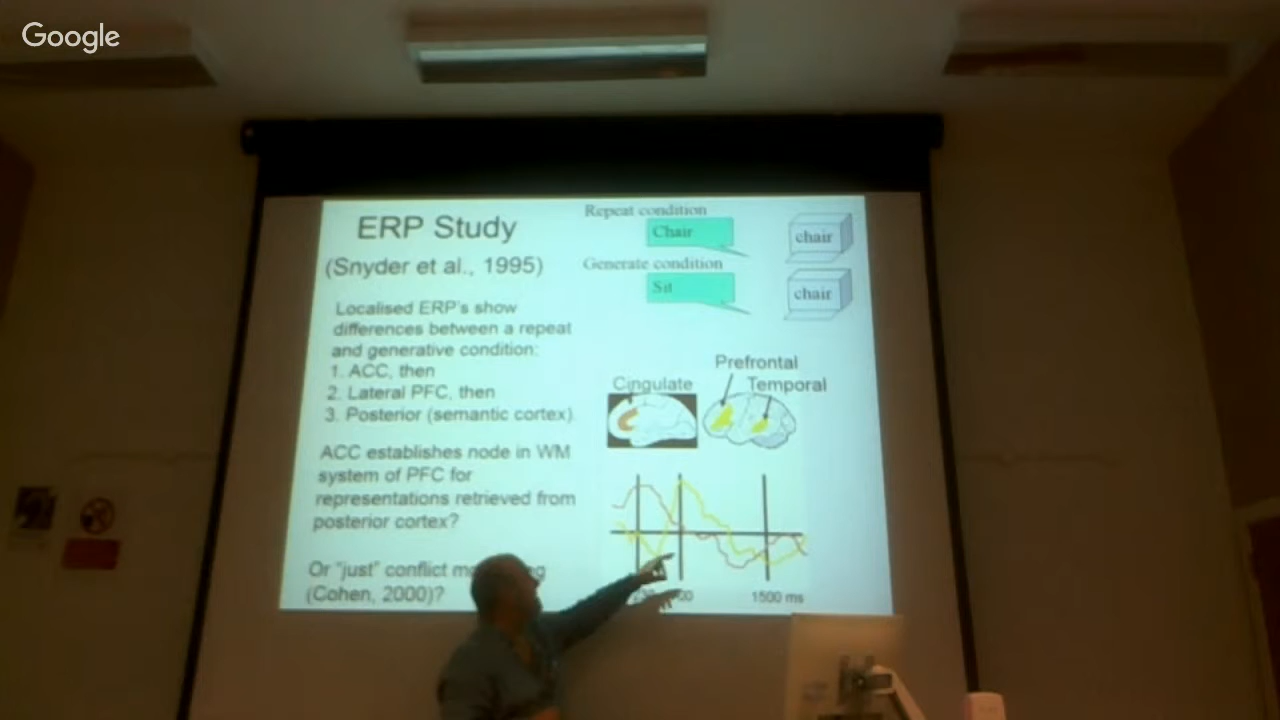 Google
ERP Study
(Snyder et al., 1995)
Localised ERP's show
differences between a repeat
and generative condition:
1. ACC, then
2. Lateral PFC, then
3. Posterior (semantic cortex)
ACC establishes node in WM
system of PFC for
representations retrieved from
posterior cortex?
Or "just" conflict
(Cohen, 2000)?
Repeat condition
Chair
chair
Generate condition
Sit
chair
Prefrontal
Cingulate
Temporal
1500 ms